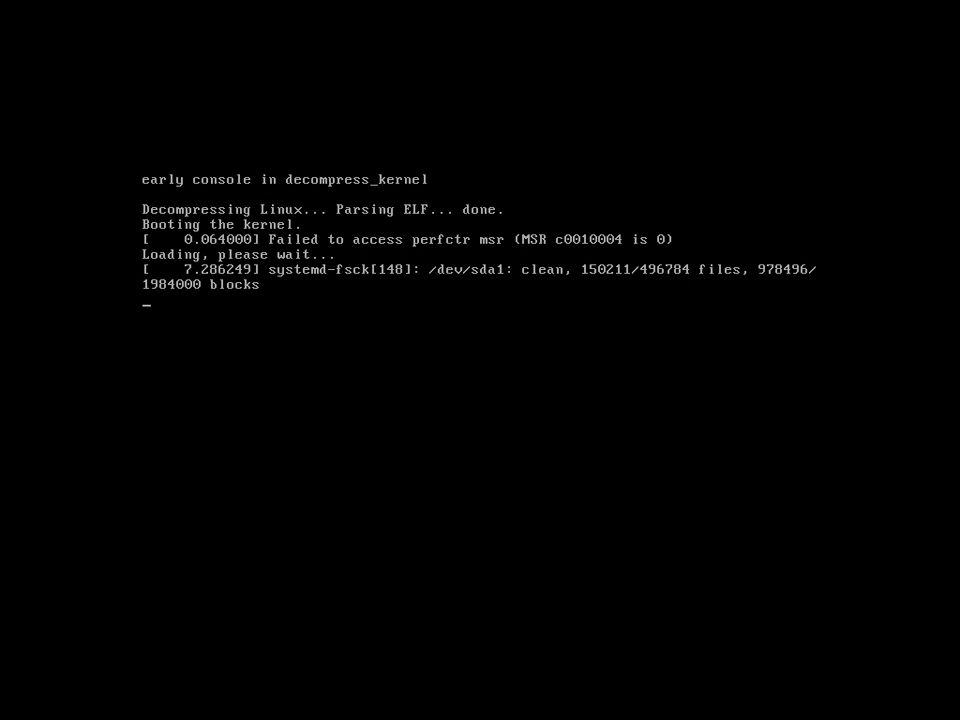 early console in decompress_kernel
Decompressing Linux... Parsing ELF... done.
Booting the kernel.
[    0.064000] Failed to access perfctr msr (MSR c0010004 is 0)
Loading, please wait...
[    7.286249] systemd-fsck[148]: /dev/sda1: clean, 150211/496784 files, 978496/
1984000 blocks